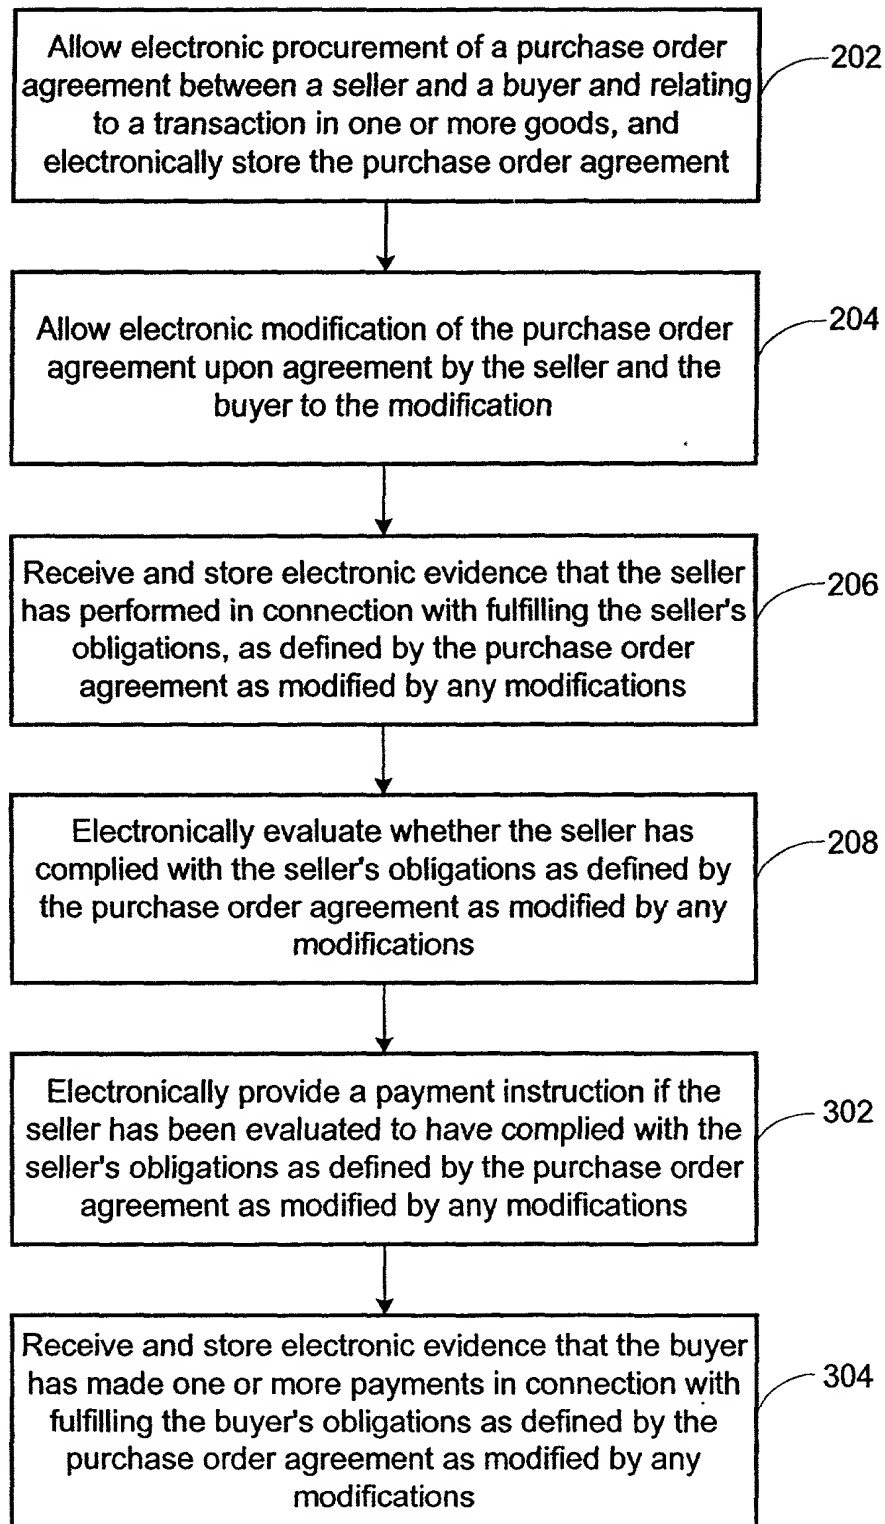 Allow electronic procurement of a purchase order
agreement between a seller and a buyer and relating
to a transaction in one or more goods, and
electronically store the purchase order agreement
202
Allow electronic modification of the purchase order
agreement upon agreement by the seller and the
buyer to the modification
204
Receive and store electronic evidence that the seller
has performed in connection with fulfilling the seller's
obligations, as defined by the purchase order
agreement as modified by any modifications
206
Electronically evaluate whether the seller has
complied with the seller's obligations as defined by
the purchase order agreement as modified by any
modifications
208
Electronically provide a payment instruction if the
seller has been evaluated to have complied with the
seller's obligations as defined by the purchase order
agreement as modified by any modifications
302
Receive and store electronic evidence that the buyer
has made one or more payments in connection with
fulfilling the buyer's obligations as defined by the
purchase order agreement as modified by any
modifications
304